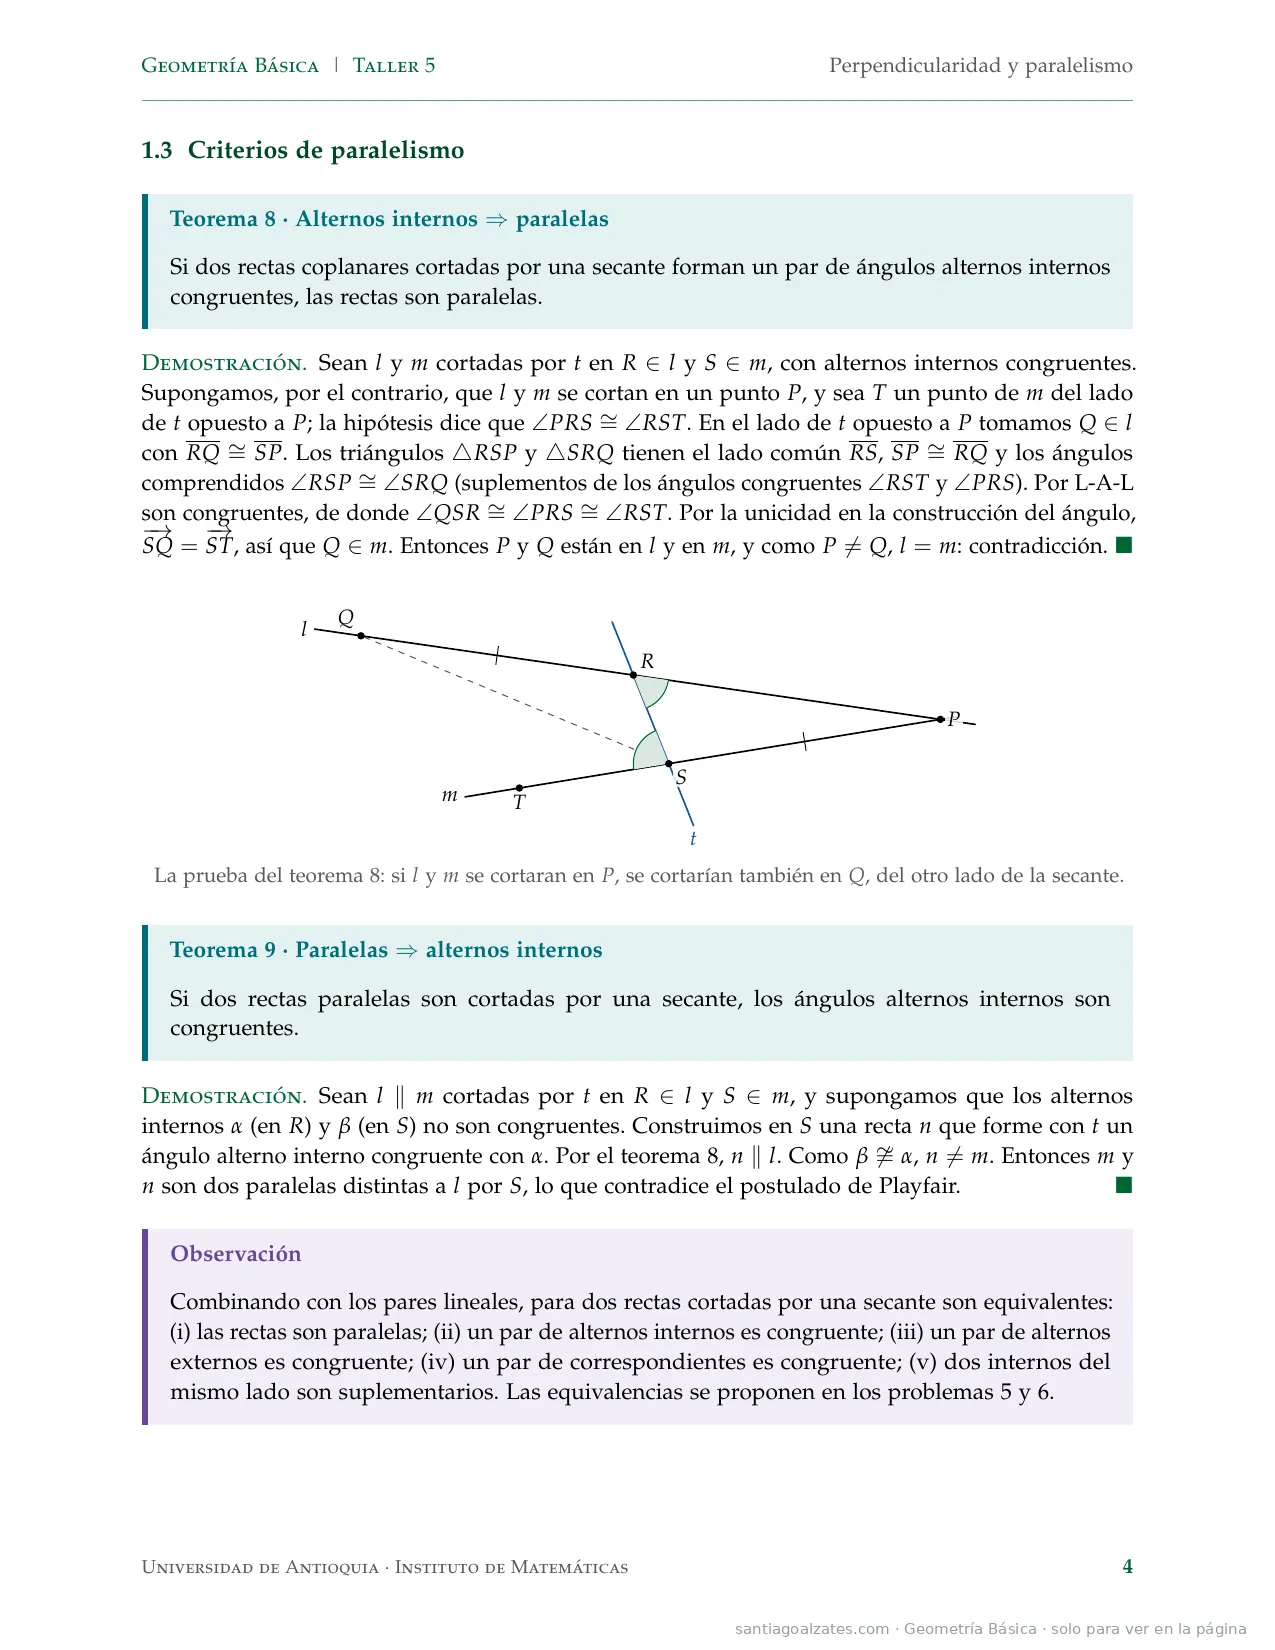 Geometría Básica | Taller 5
Perpendicularidad y paralelismo
1.3 Criterios de paralelismo
Teorema 8 · Alternos internos ⇒ paralelas
Si dos rectas coplanares cortadas por una secante forman un par de ángulos alternos internos
congruentes, las rectas son paralelas.
Demostración. Sean l y m cortadas por t en R ∈ l y S ∈ m, con alternos internos congruentes.
Supongamos, por el contrario, que l y m se cortan en un punto P, y sea T un punto de m del lado
de t opuesto a P; la hipótesis dice que ∠PRS ≅ ∠RST. En el lado de t opuesto a P tomamos Q ∈ l
con \overline{RQ} ≅ \overline{SP}. Los triángulos △RSP y △SRQ tienen el lado común \overline{RS}, \overline{SP} ≅ \overline{RQ} y los ángulos
comprendidos ∠RSP ≅ ∠SRQ (suplementos de los ángulos congruentes ∠RST y ∠PRS). Por L-A-L
son congruentes, de donde ∠QSR ≅ ∠PRS ≅ ∠RST. Por la unicidad en la construcción del ángulo,
\overrightarrow{SQ} = \overrightarrow{ST}, así que Q ∈ m. Entonces P y Q están en l y en m, y como P ≠ Q, l = m: contradicción. ■
Q
l
R
P
S
m
T
t
La prueba del teorema 8: si l y m se cortaran en P, se cortarían también en Q, del otro lado de la secante.
Teorema 9 · Paralelas ⇒ alternos internos
Si dos rectas paralelas son cortadas por una secante, los ángulos alternos internos son
congruentes.
Demostración. Sean l ∥ m cortadas por t en R ∈ l y S ∈ m, y supongamos que los alternos
internos α (en R) y β (en S) no son congruentes. Construimos en S una recta n que forme con t un
ángulo alterno interno congruente con α. Por el teorema 8, n ∥ l. Como β ≇ α, n ≠ m. Entonces m y
n son dos paralelas distintas a l por S, lo que contradice el postulado de Playfair. ■
Observación
Combinando con los pares lineales, para dos rectas cortadas por una secante son equivalentes:
(i) las rectas son paralelas; (ii) un par de alternos internos es congruente; (iii) un par de alternos
externos es congruente; (iv) un par de correspondientes es congruente; (v) dos internos del
mismo lado son suplementarios. Las equivalencias se proponen en los problemas 5 y 6.
Universidad de Antioquia · Instituto de Matemáticas
4
santiagoalzates.com · Geometría Básica · solo para ver en la página